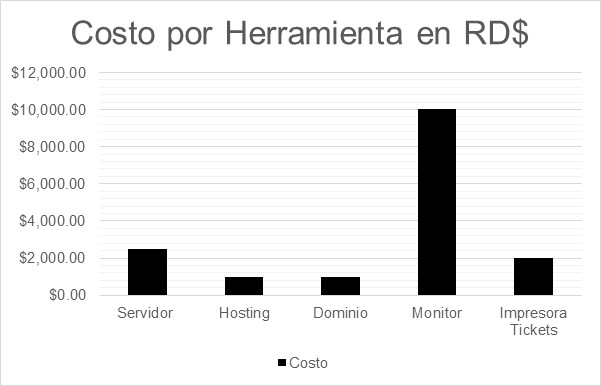 Costo por Herramienta en RD$
$12,000.00
$10,000.00
$8,000.00
$6,000.00
$4,000.00
$2,000.00
$0.00
Servidor Hosting Dominio Monitor Impresora
Tickets
Costo